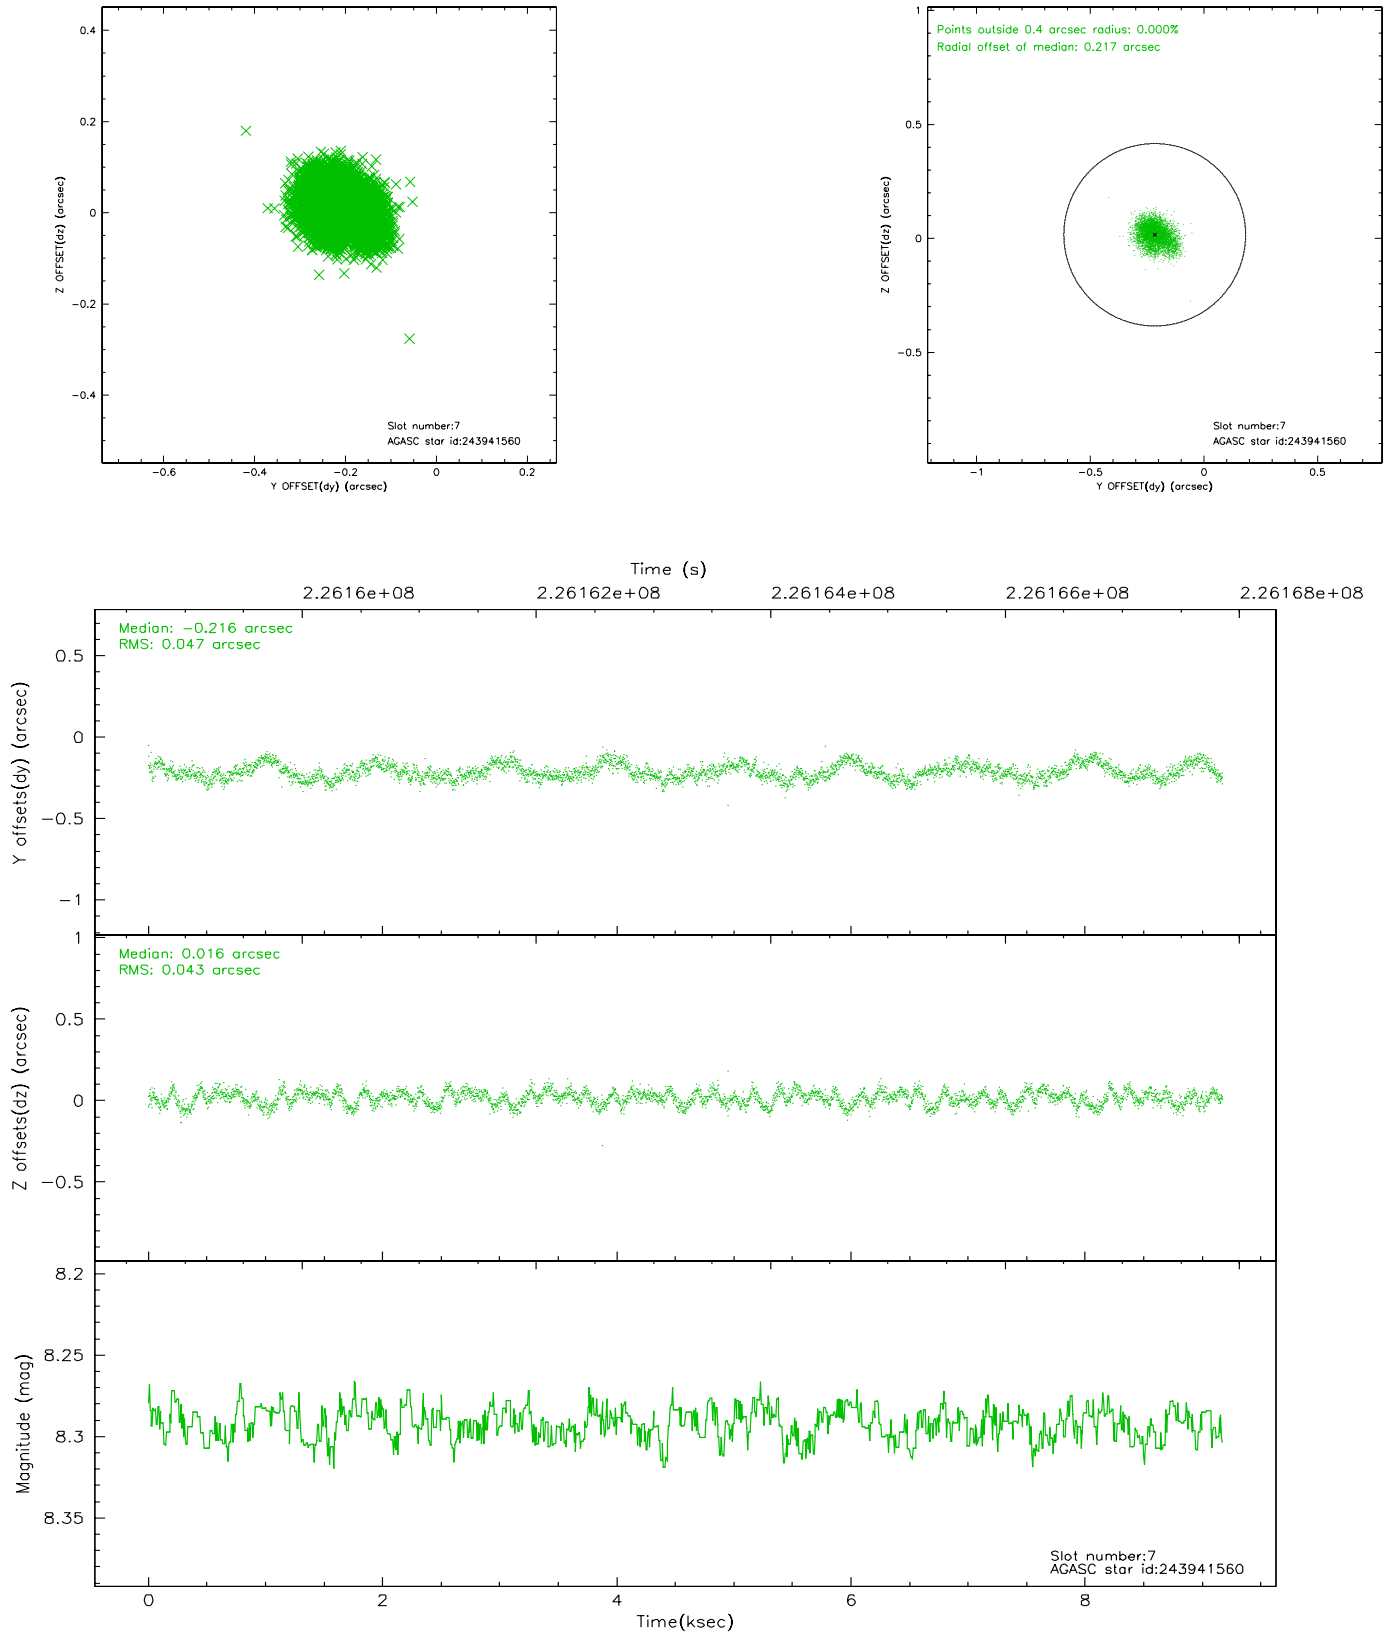 0.4
0.2
0
−0.2
−0.4
Z OFFSET(dz) (arcsec)
Slot number:7
AGASC star id:243941560
−0.6 −0.4 −0.2 0 0.2
Y OFFSET(dy) (arcsec)
Points outside 0.4 arcsec radius: 0.000%
Radial offset of median: 0.217 arcsec
1
0.5
0
−0.5
Z OFFSET(dz) (arcsec)
Slot number:7
AGASC star id:243941560
−1 −0.5 0 0.5
Y OFFSET(dy) (arcsec)
Time (s)
2.2616e+08 2.26162e+08 2.26164e+08 2.26166e+08 2.26168e+08
Median: −0.216 arcsec
RMS: 0.047 arcsec
0.5
0
−0.5
−1
Y offsets(dy) (arcsec)
Median: 0.016 arcsec
RMS: 0.043 arcsec
1
0.5
0
−0.5
Z offsets(dz) (arcsec)
8.2
8.25
8.3
8.35
Magnitude (mag)
Slot number:7
AGASC star id:243941560
0 2 4 6 8
Time(ksec)